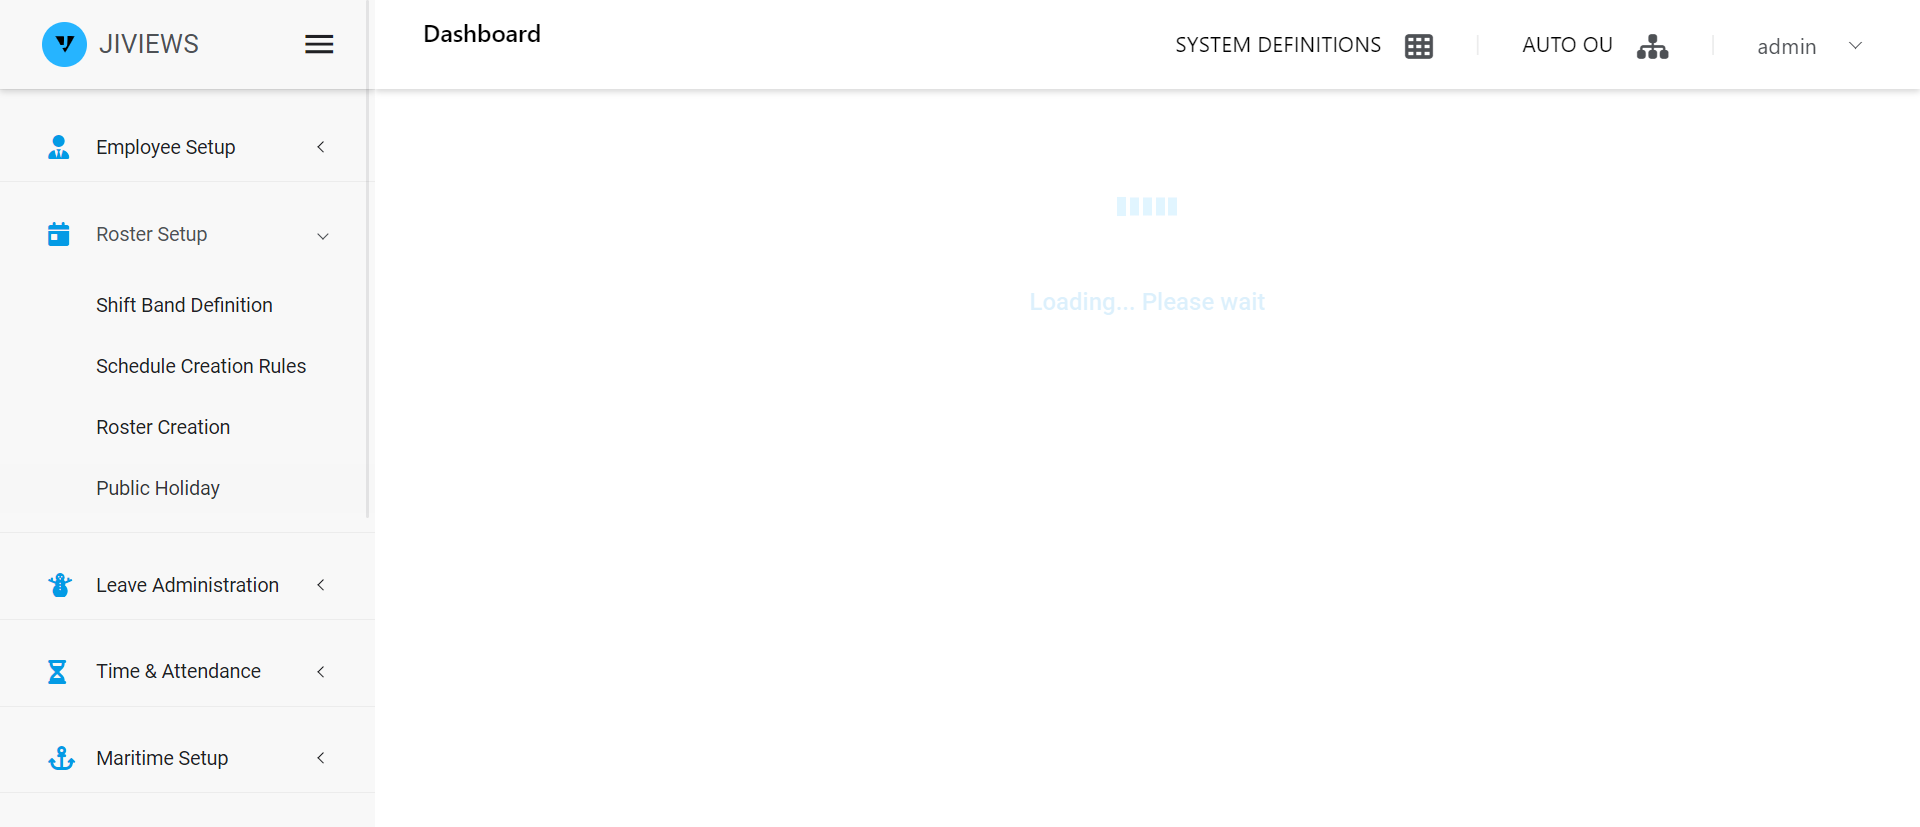 JIVIEWS
Dashboard
SYSTEM DEFINITIONS
AUTO OU
admin
Employee Setup
Roster Setup
Shift Band Definition
Schedule Creation Rules
Roster Creation
Public Holiday
Leave Administration
Time & Attendance
Maritime Setup
Loading... Please wait